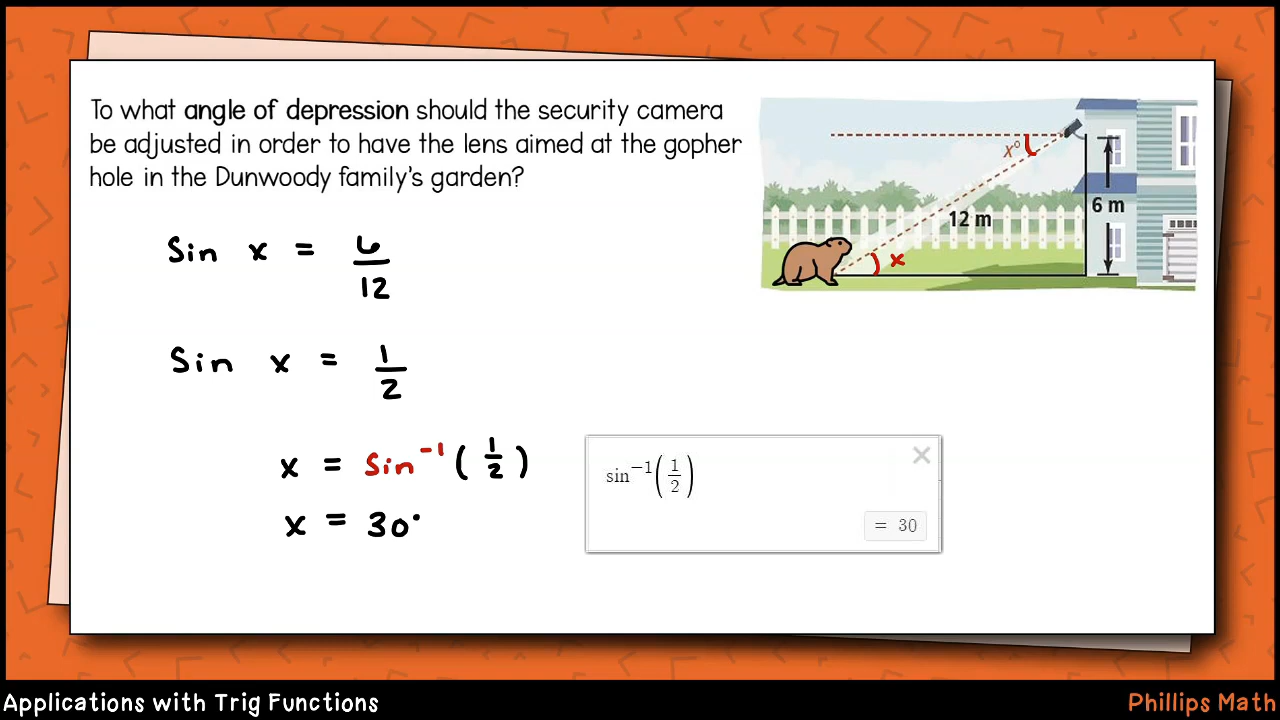 To what angle of depression should the security camera
be adjusted in order to have the lens aimed at the gopher
hole in the Dunwoody family's garden?
x°
12 m
6 m
x
Sin x = 6/12
Sin x = 1/2
x = Sin⁻¹(1/2)
x = 30°
sin⁻¹(1/2)
= 30
Applications with Trig Functions
Phillips Math